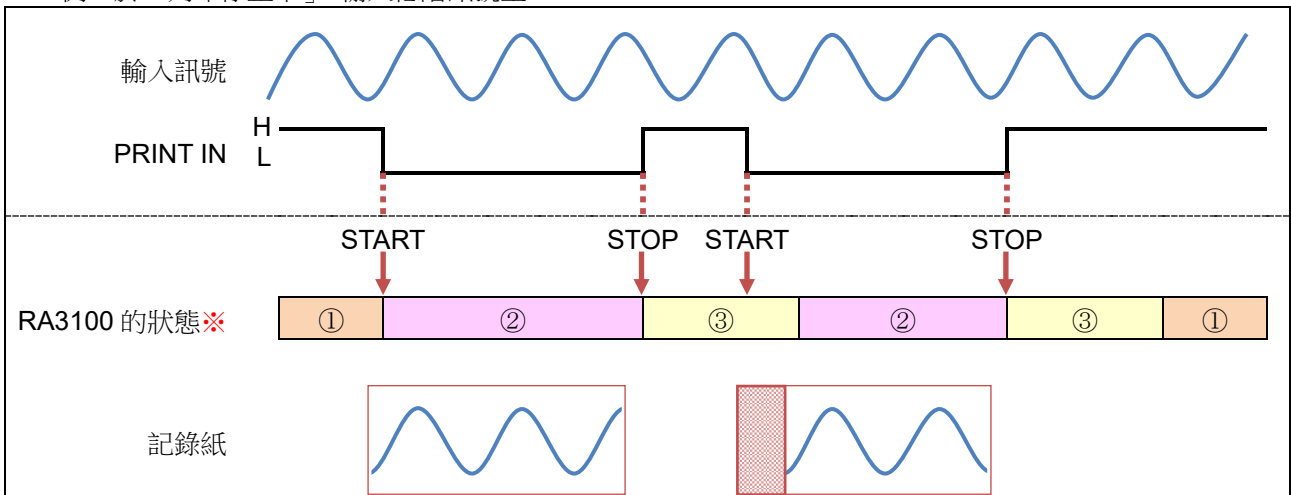 輸入訊號
H
PRINT IN L
START STOP START STOP
RA3100 的狀態※ ① ② ③ ② ③ ①
記錄紙